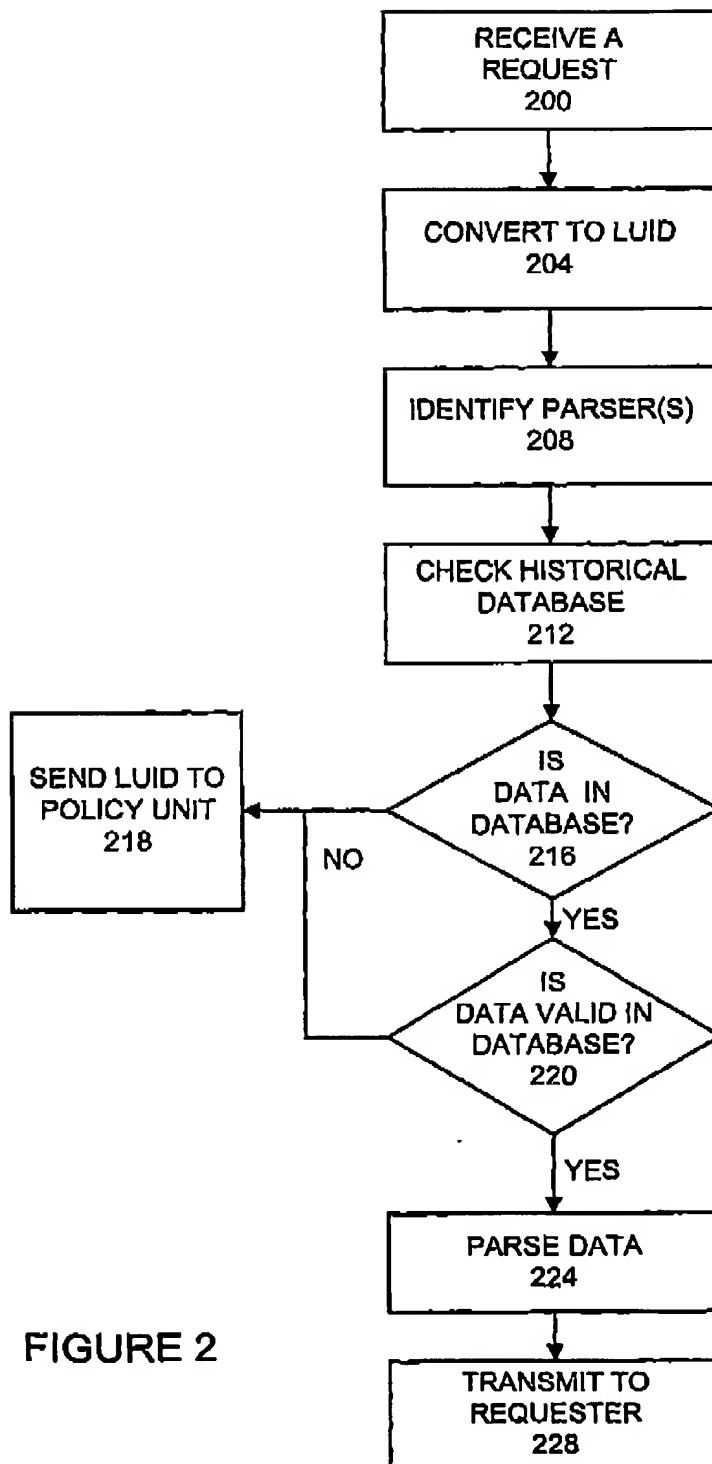 RECEIVE A
REQUEST
200
CONVERT TO LUID
204
IDENTIFY PARSER(S)
208
CHECK HISTORICAL
DATABASE
212
IS
DATA IN
DATABASE?
216
SEND LUID TO
POLICY UNIT
218
NO
YES
IS
DATA VALID IN
DATABASE?
220
YES
PARSE DATA
224
TRANSMIT TO
REQUESTER
228
FIGURE 2